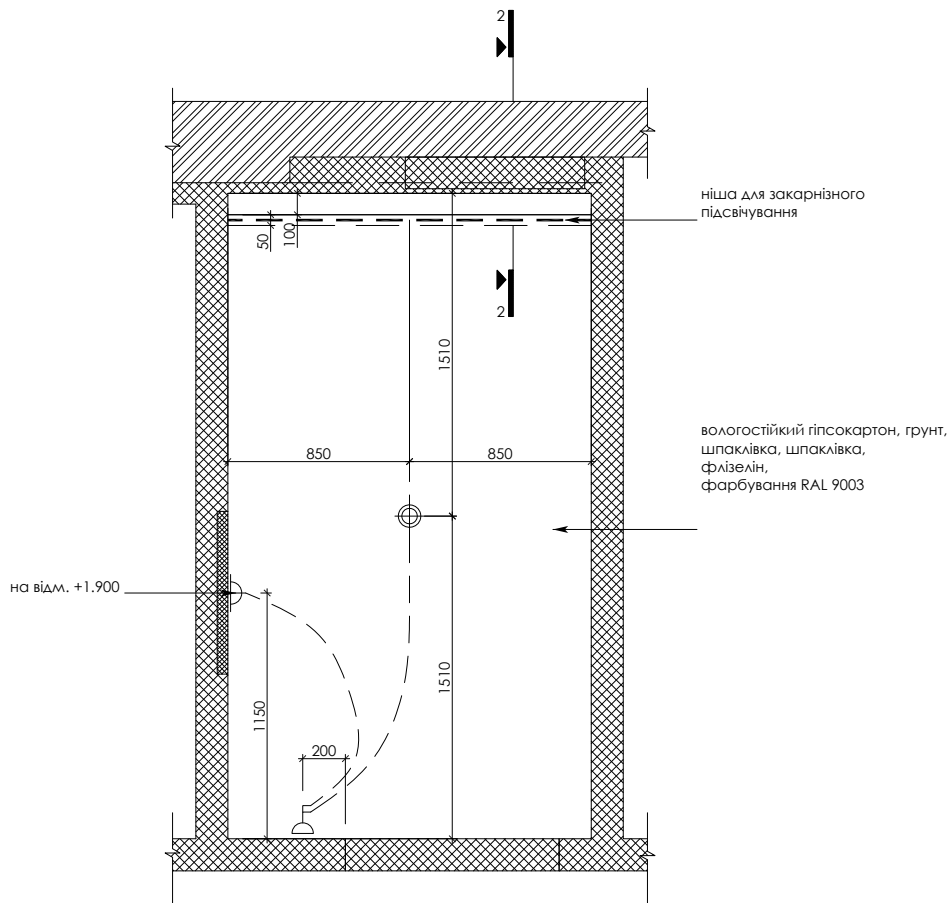 2
ніша для закарнізного
підсвічування
50
100
2
1510
вологостійкий гіпсокартон, грунт,
шпаклівка, шпаклівка,
флізелін,
фарбування RAL 9003
850
850
на відм. +1.900
1150
1510
200